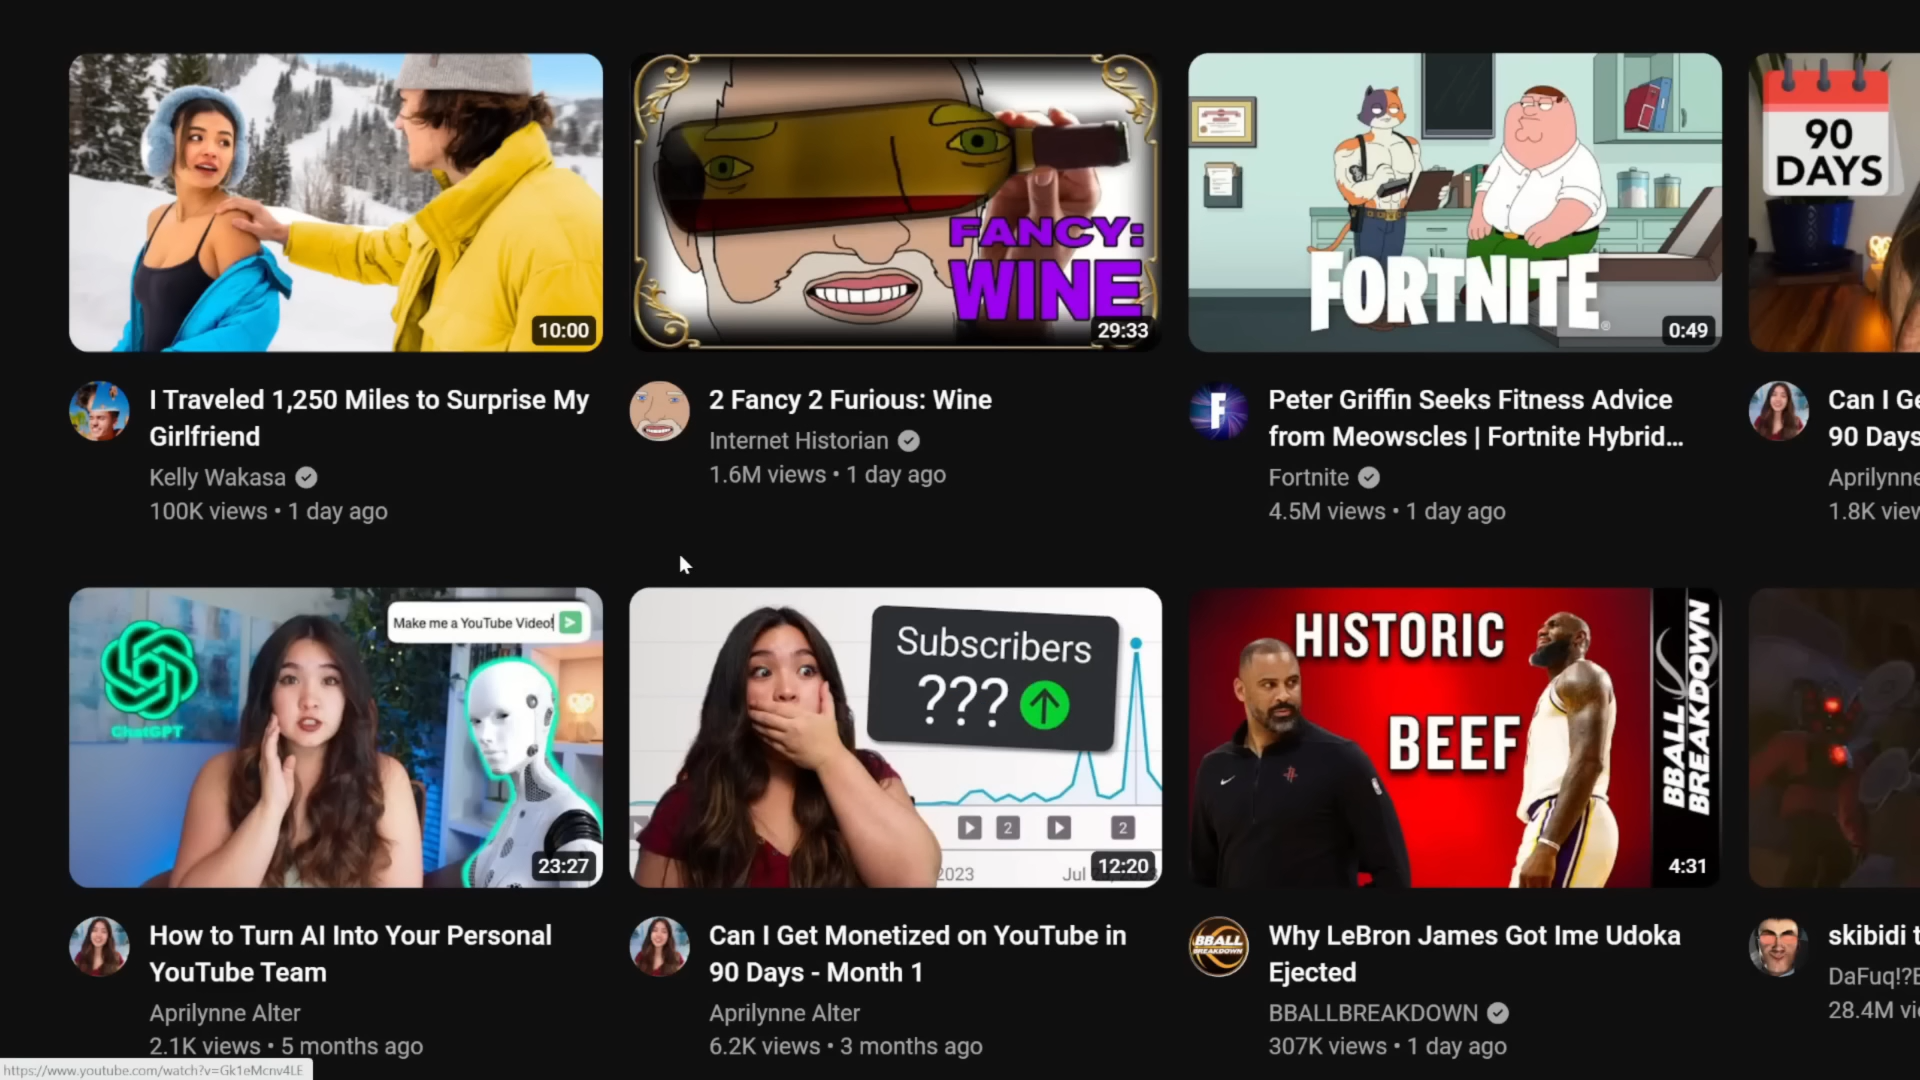 10:00
FANCY:
WINE
29:33
FORTNITE
0:49
90
DAYS
I Traveled 1,250 Miles to Surprise My
Girlfriend
Kelly Wakasa
100K views • 1 day ago
2 Fancy 2 Furious: Wine
Internet Historian
1.6M views • 1 day ago
Peter Griffin Seeks Fitness Advice
from Meowscles | Fortnite Hybrid...
Fortnite
4.5M views • 1 day ago
Can I Ge
90 Days
Aprilynne
1.8K view
ChatGPT
Make me a YouTube Video!
23:27
Subscribers
???
2
2
2023
Jul
12:20
HISTORIC
BEEF
BBALL
BREAKDOWN
4:31
How to Turn AI Into Your Personal
YouTube Team
Aprilynne Alter
2.1K views • 5 months ago
Can I Get Monetized on YouTube in
90 Days - Month 1
Aprilynne Alter
6.2K views • 3 months ago
BBALL
BREAKDOWN
Why LeBron James Got Ime Udoka
Ejected
BBALLBREAKDOWN
307K views • 1 day ago
skibidi t
DaFuq!?B
28.4M vi
https://www.youtube.com/watch?v=Gk1eMcnv4LE